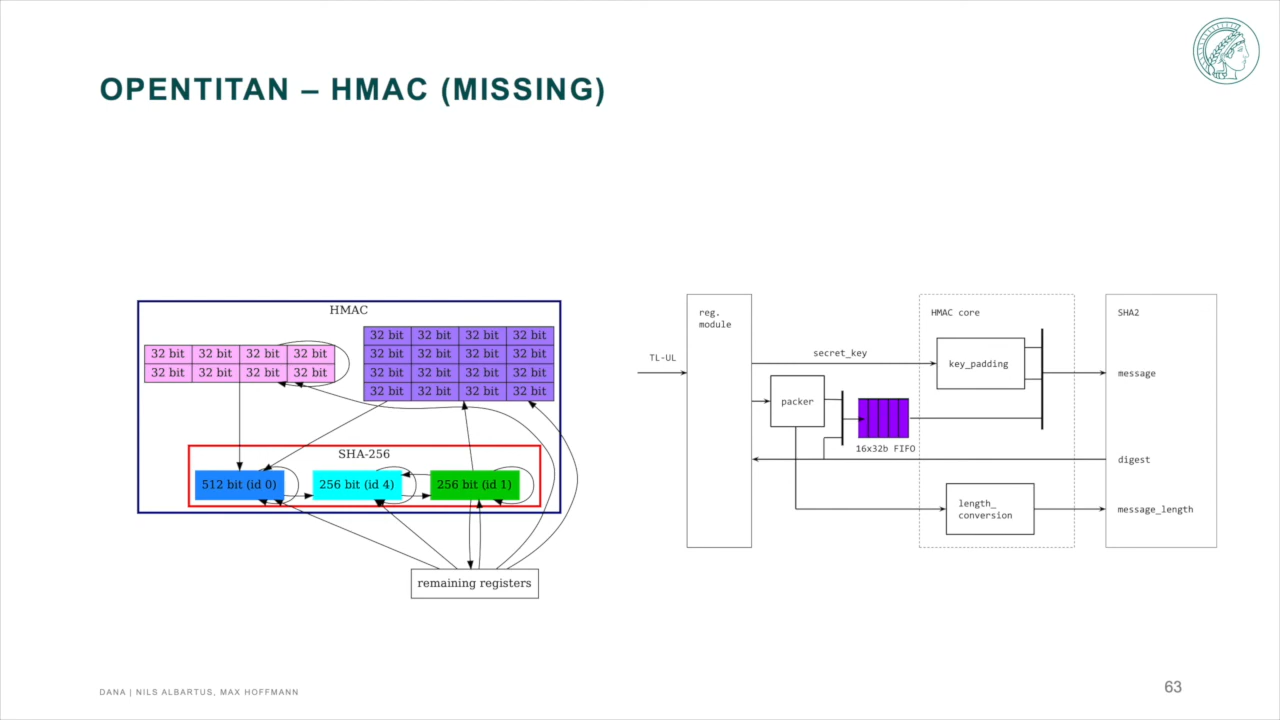 OPENTITAN – HMAC (MISSING)
HMAC
32 bit 32 bit 32 bit 32 bit
32 bit 32 bit 32 bit 32 bit
32 bit 32 bit 32 bit 32 bit
32 bit 32 bit 32 bit 32 bit
32 bit 32 bit 32 bit 32 bit
32 bit 32 bit 32 bit 32 bit
SHA-256
512 bit (id 0) 256 bit (id 4) 256 bit (id 1)
remaining registers
TL-UL
reg.
module
secret_key
packer
16x32b FIFO
HMAC core
key_padding
length_
conversion
SHA2
message
digest
message_length
DANA | NILS ALBARTUS, MAX HOFFMANN
63